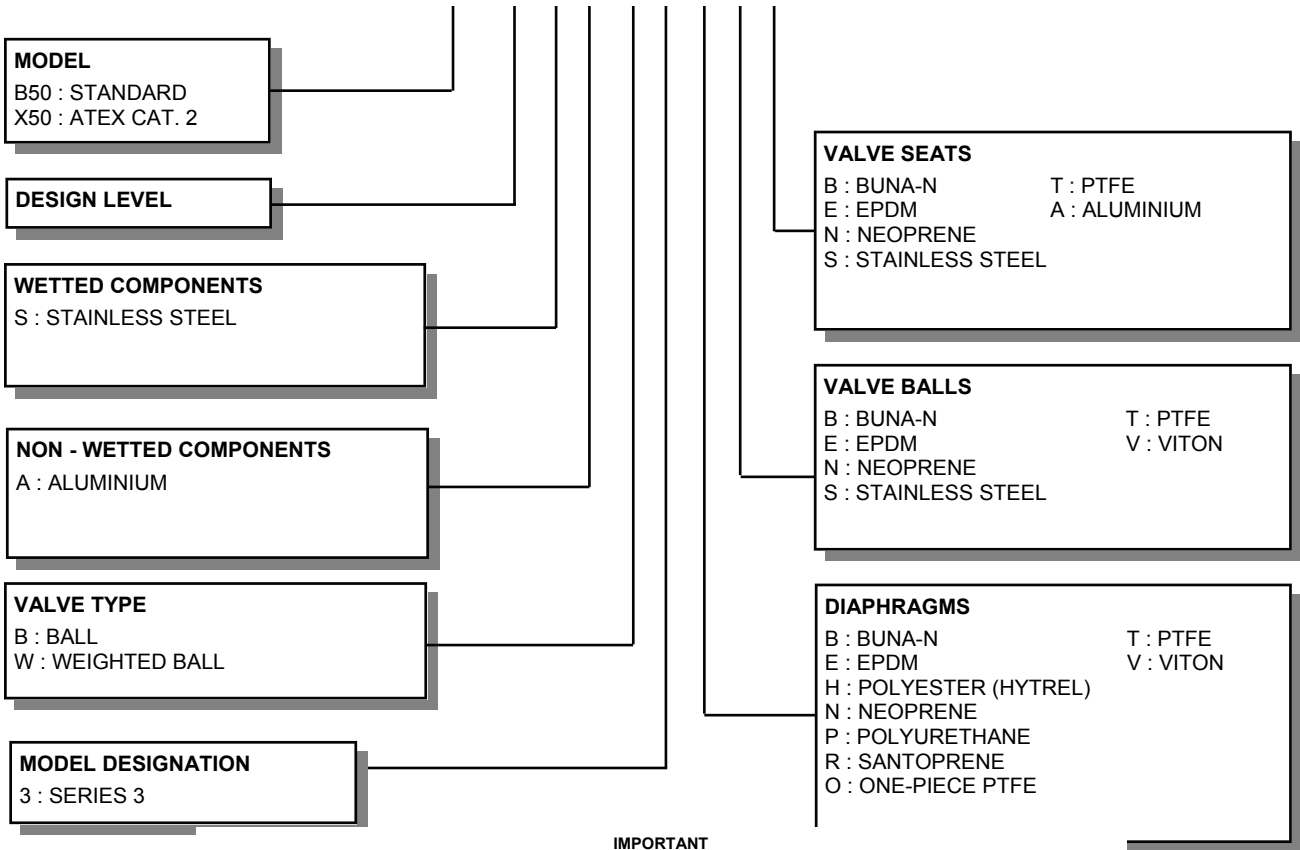 MODEL
B50 : STANDARD
X50 : ATEX CAT. 2
DESIGN LEVEL
WETTED COMPONENTS
S : STAINLESS STEEL
NON - WETTED COMPONENTS
A : ALUMINIUM
VALVE TYPE
B : BALL
W : WEIGHTED BALL
MODEL DESIGNATION
3 : SERIES 3
VALVE SEATS
B : BUNA-N T : PTFE
E : EPDM A : ALUMINIUM
N : NEOPRENE
S : STAINLESS STEEL
VALVE BALLS
B : BUNA-N T : PTFE
E : EPDM V : VITON
N : NEOPRENE
S : STAINLESS STEEL
DIAPHRAGMS
B : BUNA-N T : PTFE
E : EPDM V : VITON
H : POLYESTER (HYTREL)
N : NEOPRENE
P : POLYURETHANE
R : SANTOPRENE
O : ONE-PIECE PTFE
IMPORTANT